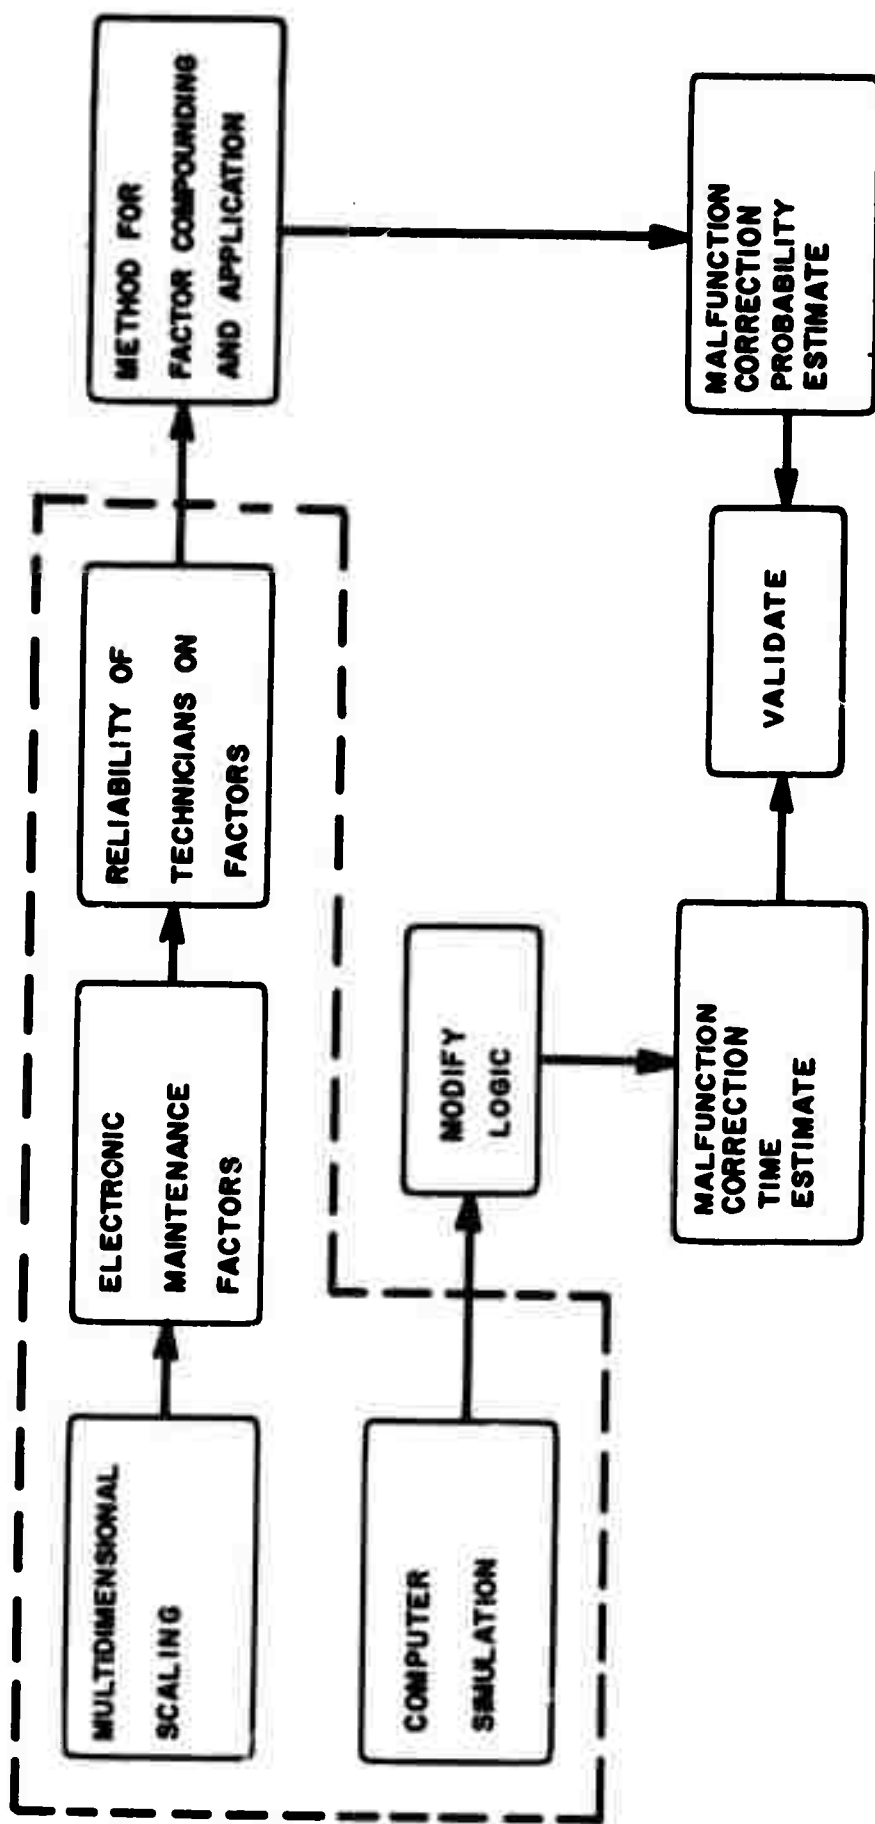 MULTIDIMENSIONAL
SCALING
ELECTRONIC
MAINTENANCE
FACTORS
RELIABILITY OF
TECHNICIANS ON
FACTORS
METHOD FOR
FACTOR COMPOUNDING
AND APPLICATION
COMPUTER
SIMULATION
MODIFY
LOGIC
MALFUNCTION
CORRECTION
TIME
ESTIMATE
VALIDATE
MALFUNCTION
CORRECTION
PROBABILITY
ESTIMATE